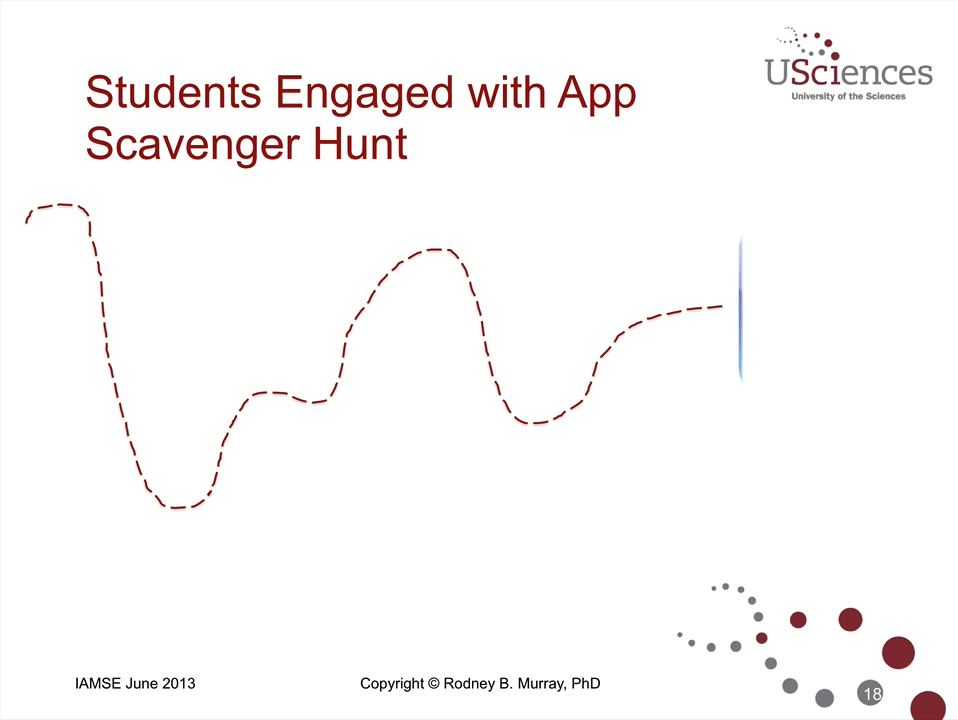 USciences
University of the Sciences
Students Engaged with App
Scavenger Hunt
IAMSE June 2013
Copyright © Rodney B. Murray, PhD
18